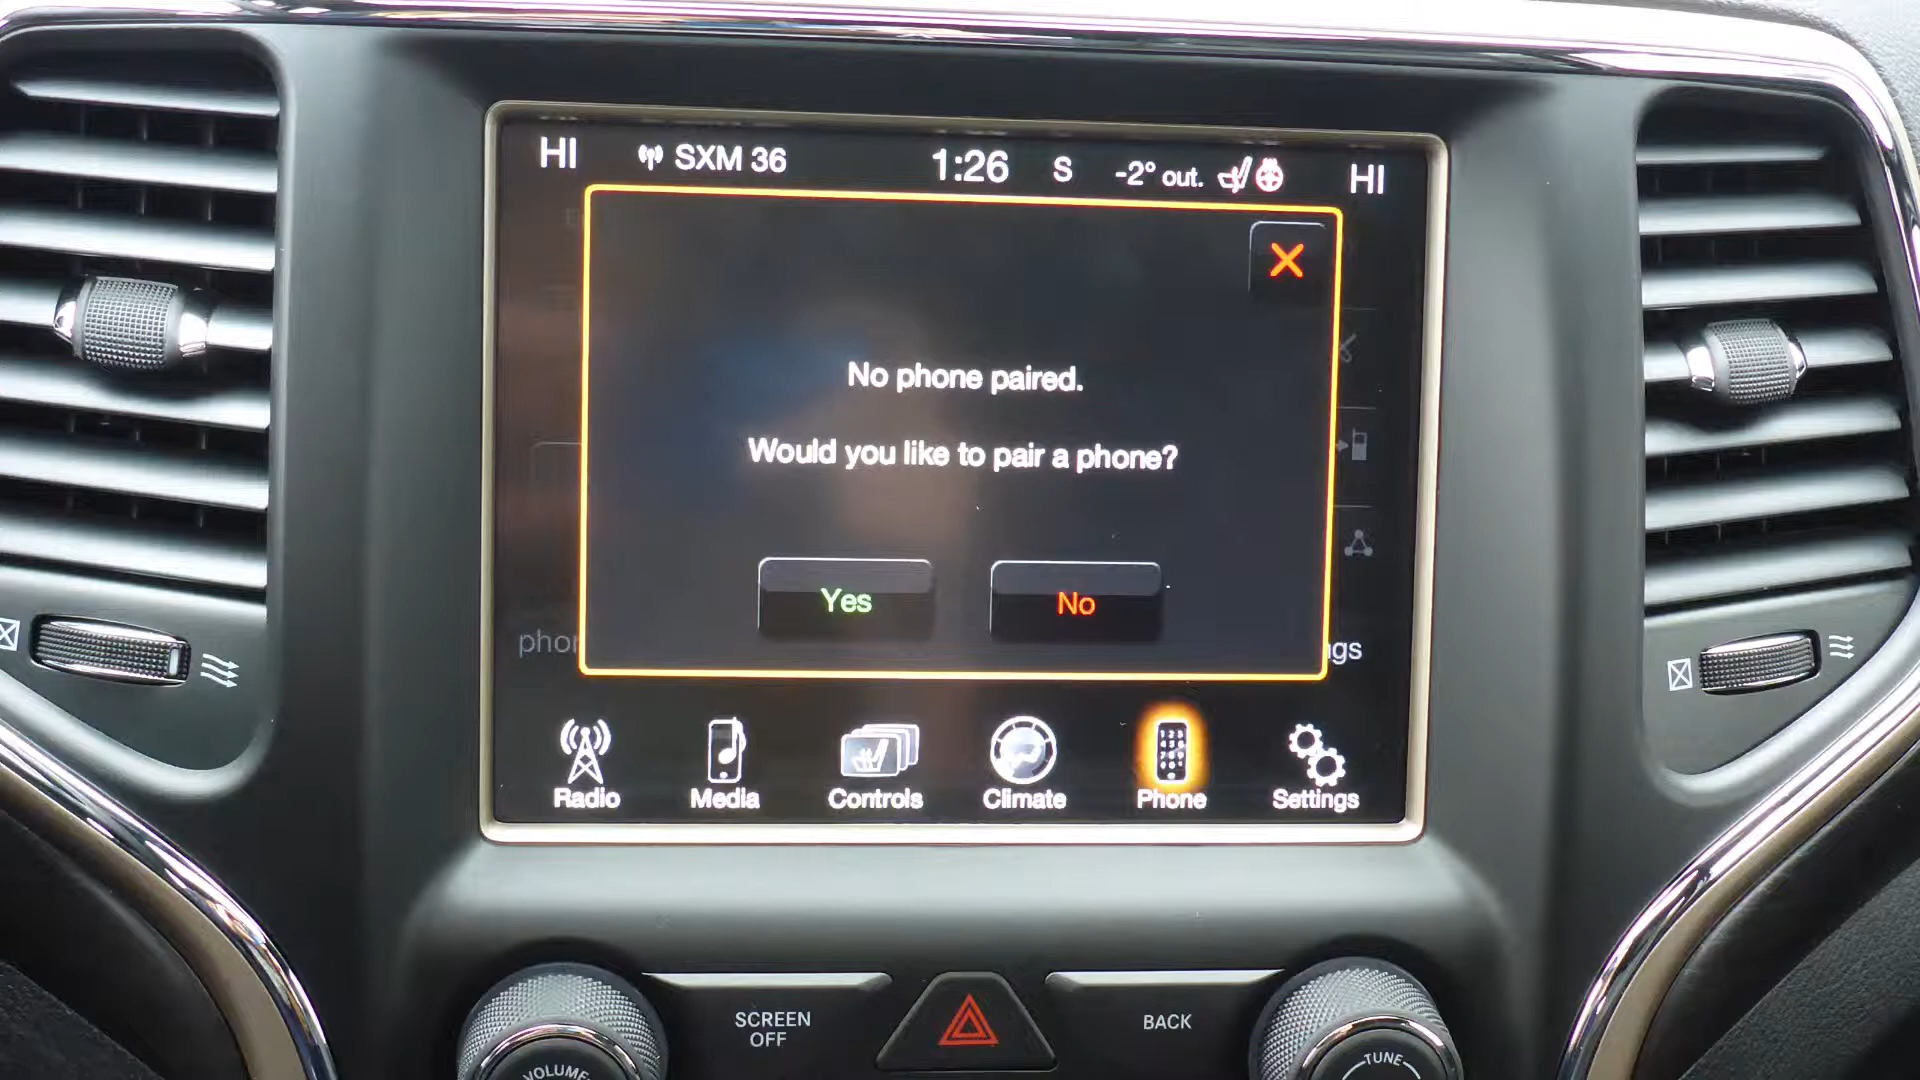 HI SXM 36 1:26 S -2° out. HI
No phone paired.
Would you like to pair a phone?
Yes No
Radio Media Controls Climate Phone Settings
SCREEN
OFF
BACK
VOLUME
TUNE